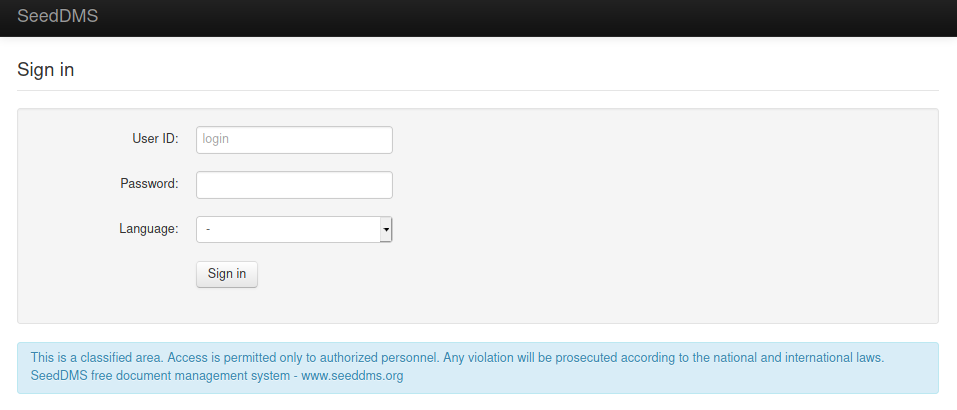 SeedDMS
Sign in
User ID: login
Password:
Language: -
Sign in
This is a classified area. Access is permitted only to authorized personnel. Any violation will be prosecuted according to the national and international laws.
SeedDMS free document management system - www.seeddms.org